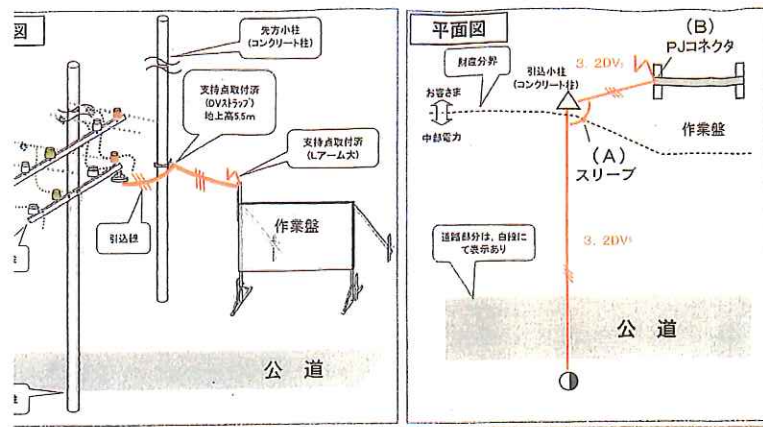 図
先方小柱
(コンクリート柱)
支持点取付済
(DVストラップ)
地上高5.5m
支持点取付済
(Lアーム大)
引込線
作業盤
公 道
平面図
財産分界
お客さま
中部電力
引込小柱
(コンクリート柱)
3. 2DV
(B)
PJコネクタ
作業盤
(A)
スリーブ
道路部分は、白線に
て表示あり
3. 2DV
公 道